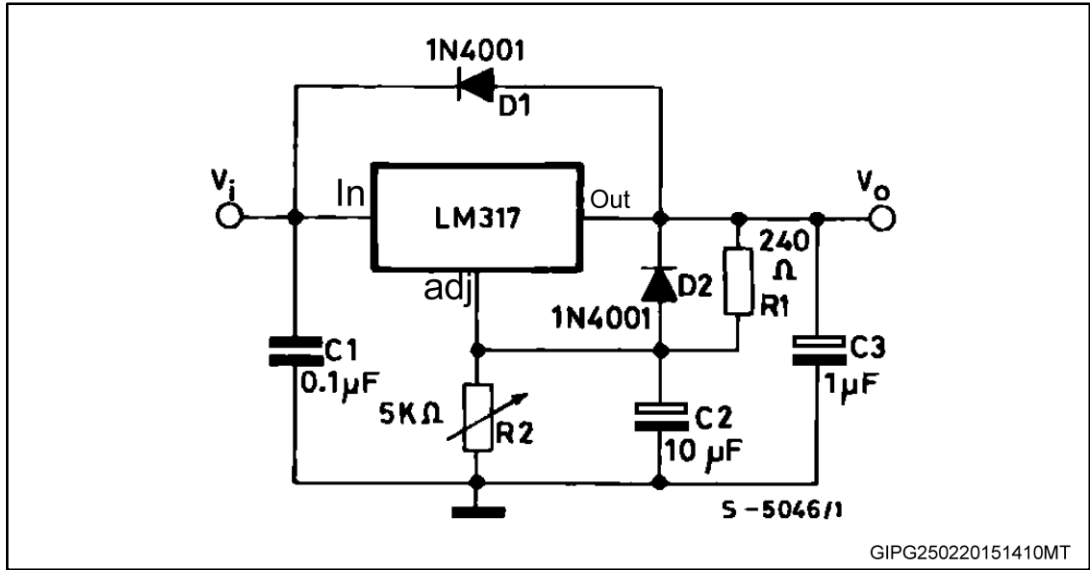 1N4001
D1
Vi
In
LM317
Out
Vo
adj
D2
1N4001
240
Ω
R1
C1
0.1µF
5KΩ
R2
C2
10 µF
C3
1µF
S-5046/1
GIPG250220151410MT